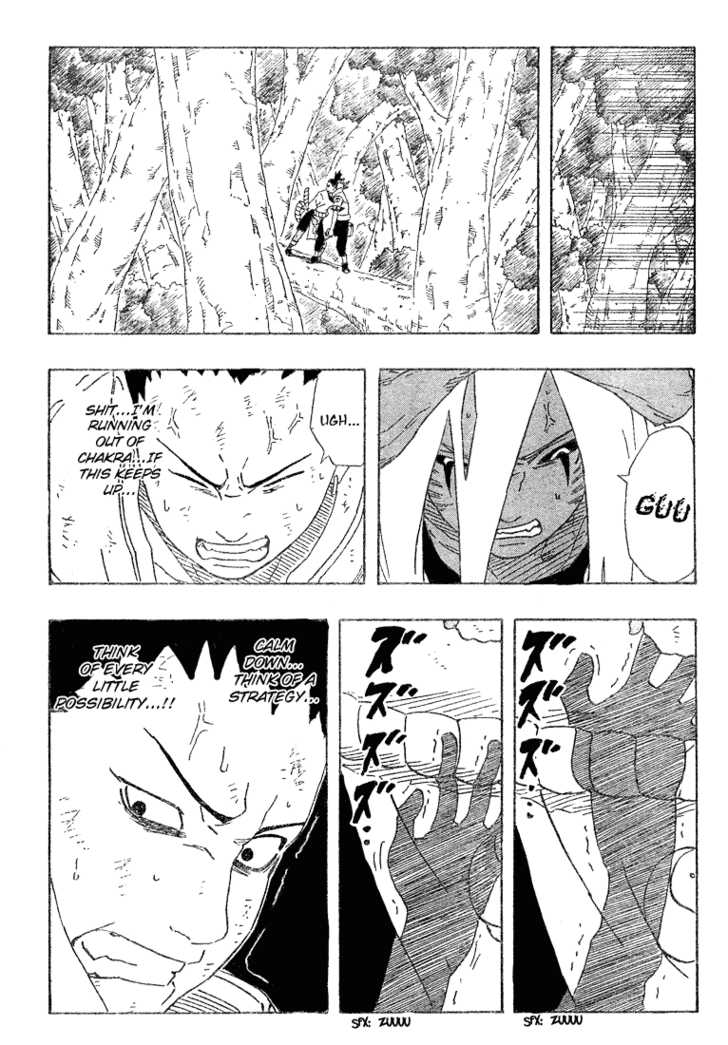 GUU
UGH...
SHIT...I'M
RUNNING
OUT OF
CHAKRA...IF
THIS KEEPS
UP...
ズズズズ...
SFX: ZUUUU
ズズズズ...
SFX: ZUUUU
CALM
DOWN...
THINK OF A
STRATEGY...
THINK
OF EVERY
LITTLE
POSSIBILITY...!!